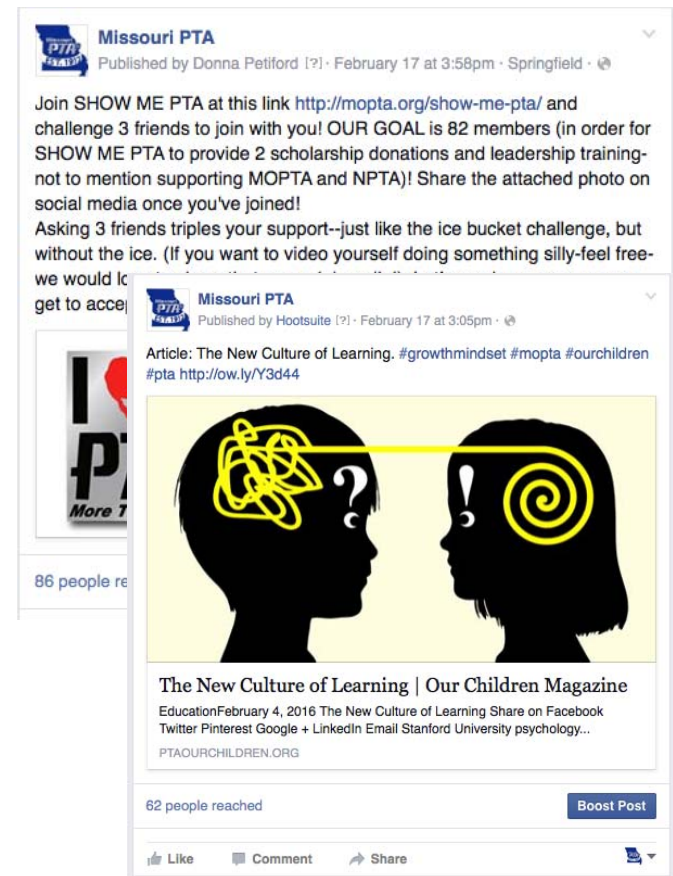 Missouri PTA
Published by Donna Petiford [?] · February 17 at 3:58pm · Springfield ·
Join SHOW ME PTA at this link http://mopta.org/show-me-pta/ and
challenge 3 friends to join with you! OUR GOAL is 82 members (in order for
SHOW ME PTA to provide 2 scholarship donations and leadership training-
not to mention supporting MOPTA and NPTA)! Share the attached photo on
social media once you've joined!
Asking 3 friends triples your support--just like the ice bucket challenge, but
without the ice. (If you want to video yourself doing something silly-feel free-
we would
get to
I
More
86 people
Missouri PTA
Published by Hootsuite [?] · February 17 at 3:05pm ·
Article: The New Culture of Learning. #growthmindset #mopta #ourchildren
#pta http://ow.ly/Y3d44
?
!
The New Culture of Learning | Our Children Magazine
EducationFebruary 4, 2016 The New Culture of Learning Share on Facebook
Twitter Pinterest Google + LinkedIn Email Stanford University psychology...
PTAOURCHILDREN.ORG
62 people reached
Boost Post
Like Comment Share